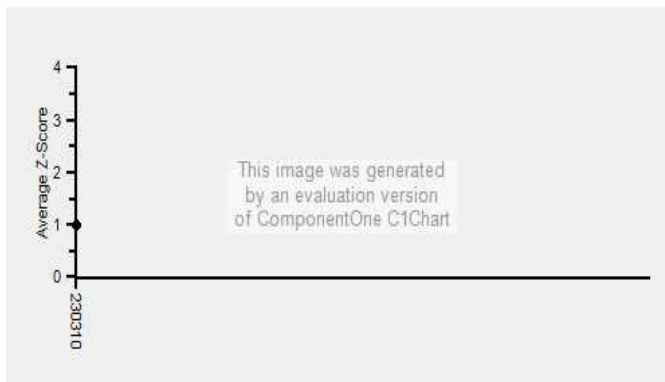 4
3
2
1
0
Average Z-Score
This image was generated
by an evaluation version
of ComponentOne C1Chart
230310